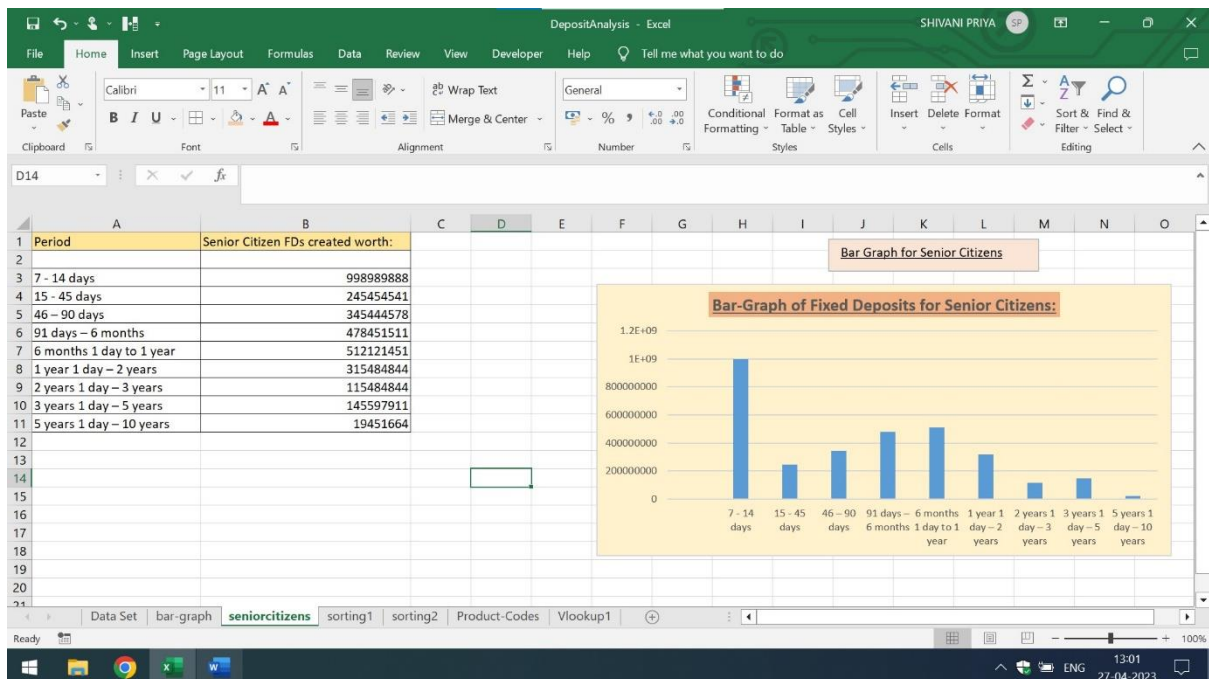 DepositAnalysis - Excel
SHIVANI PRIYA SP
File Home Insert Page Layout Formulas Data Review View Developer Help Tell me what you want to do
Paste
Clipboard
Calibri 11
B I U
Font
Wrap Text
Merge & Center
Alignment
General
Number
Conditional Formatting
Format as Table
Cell Styles
Styles
Insert Delete Format
Cells
Sort & Filter
Find & Select
Editing
D14 fx
A B C D E F G H I J K L M N O
1 Period Senior Citizen FDs created worth:
2
3 7 - 14 days 998989888
4 15 - 45 days 245454541
5 46 – 90 days 345444578
6 91 days – 6 months 478451511
7 6 months 1 day to 1 year 512121451
8 1 year 1 day – 2 years 315484844
9 2 years 1 day – 3 years 115484844
10 3 years 1 day – 5 years 145597911
11 5 years 1 day – 10 years 19451664
12
13
14
15
16
17
18
19
20
21
Bar Graph for Senior Citizens
Bar-Graph of Fixed Deposits for Senior Citizens:
1.2E+09
1E+09
800000000
600000000
400000000
200000000
0
7 - 14 days
15 - 45 days
46 – 90 days
91 days – 6 months
6 months 1 day to 1 year
1 year 1 day – 2 years
2 years 1 day – 3 years
3 years 1 day – 5 years
5 years 1 day – 10 years
Data Set bar-graph seniorcitizens sorting1 sorting2 Product-Codes Vlookup1
Ready 100%
ENG 13:01
27-04-2023